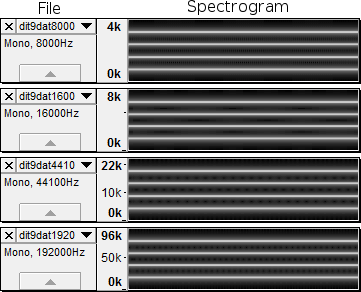 File Spectrogram
× dit9dat8000 4k
Mono, 8000Hz
0k
× dit9dat1600 8k
Mono, 16000Hz
0k
× dit9dat4410 22k
Mono, 44100Hz
10k
0k
× dit9dat1920 96k
Mono, 192000Hz
50k
0k